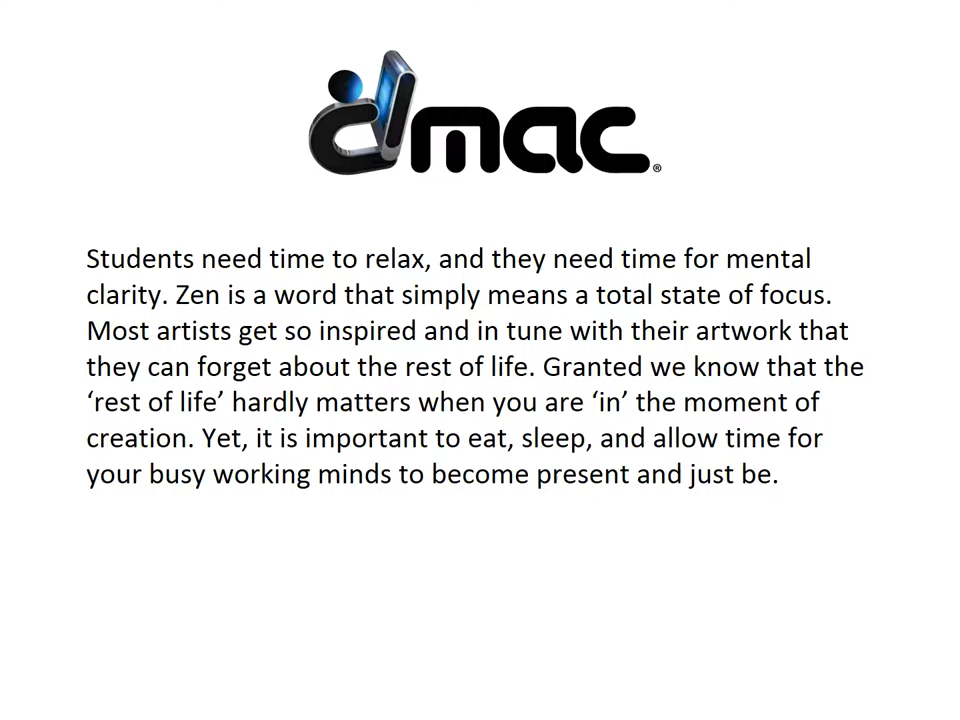 dmac®
Students need time to relax, and they need time for mental
clarity. Zen is a word that simply means a total state of focus.
Most artists get so inspired and in tune with their artwork that
they can forget about the rest of life. Granted we know that the
‘rest of life’ hardly matters when you are ‘in’ the moment of
creation. Yet, it is important to eat, sleep, and allow time for
your busy working minds to become present and just be.